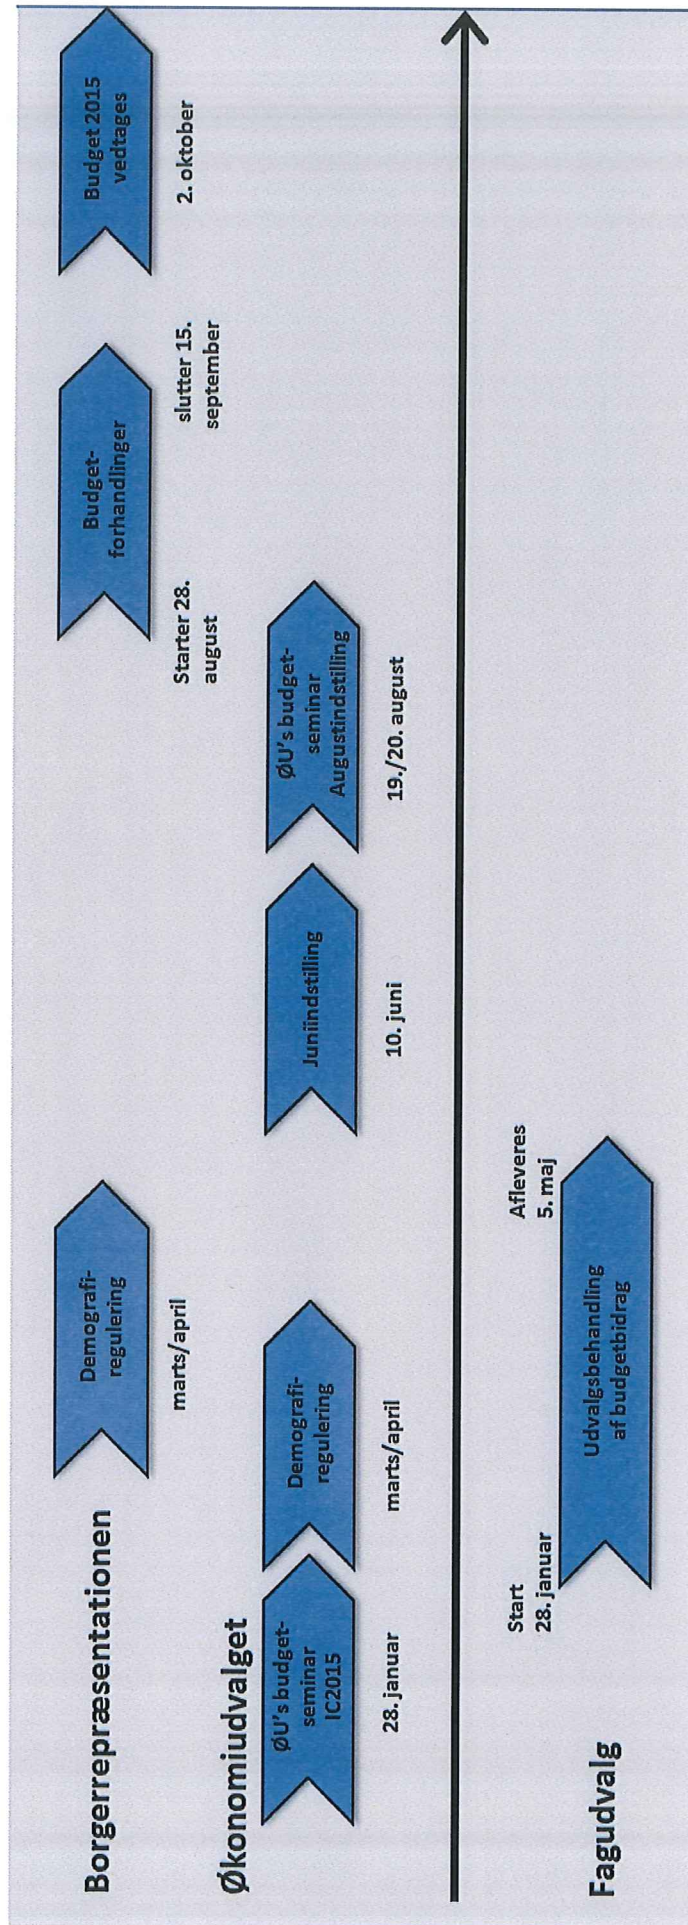 Borgerrepræsentationen
Demografi-
regulering
marts/april
Budget-
forhandlinger
Starter 28.
august
slutter 15.
september
Budget 2015
vedtages
2. oktober
Økonomiudvalget
ØU's budget-
seminar
IC2015
28. januar
Demografi-
regulering
marts/april
Juniindstilling
10. juni
ØU's budget-
seminar
Augustindstilling
19./20. august
Fagudvalg
Start
28. januar
Udvalgsbehandling
af budgetbidrag
Afleveres
5. maj